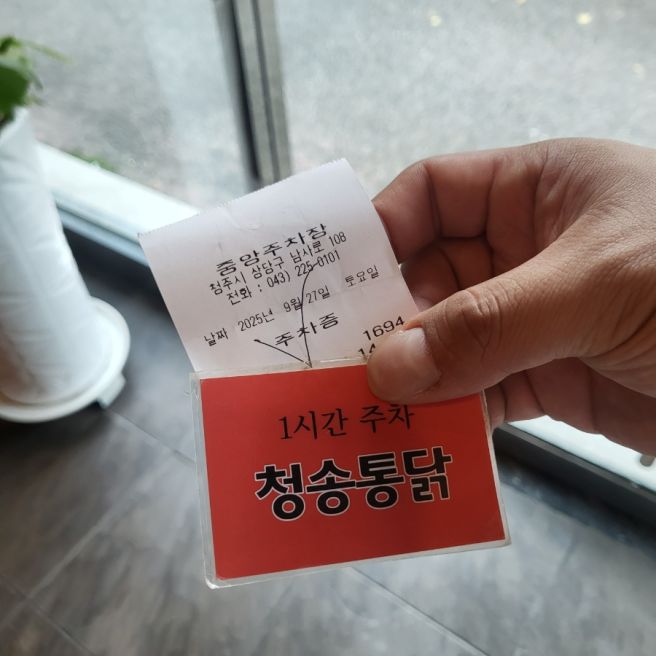 중앙주차장
청주시 상당구 남사로 108
전화 : 043) 225-0101
날짜 2025년 9월 27일 토요일
주차증 1694
1시간 주차
청송통닭